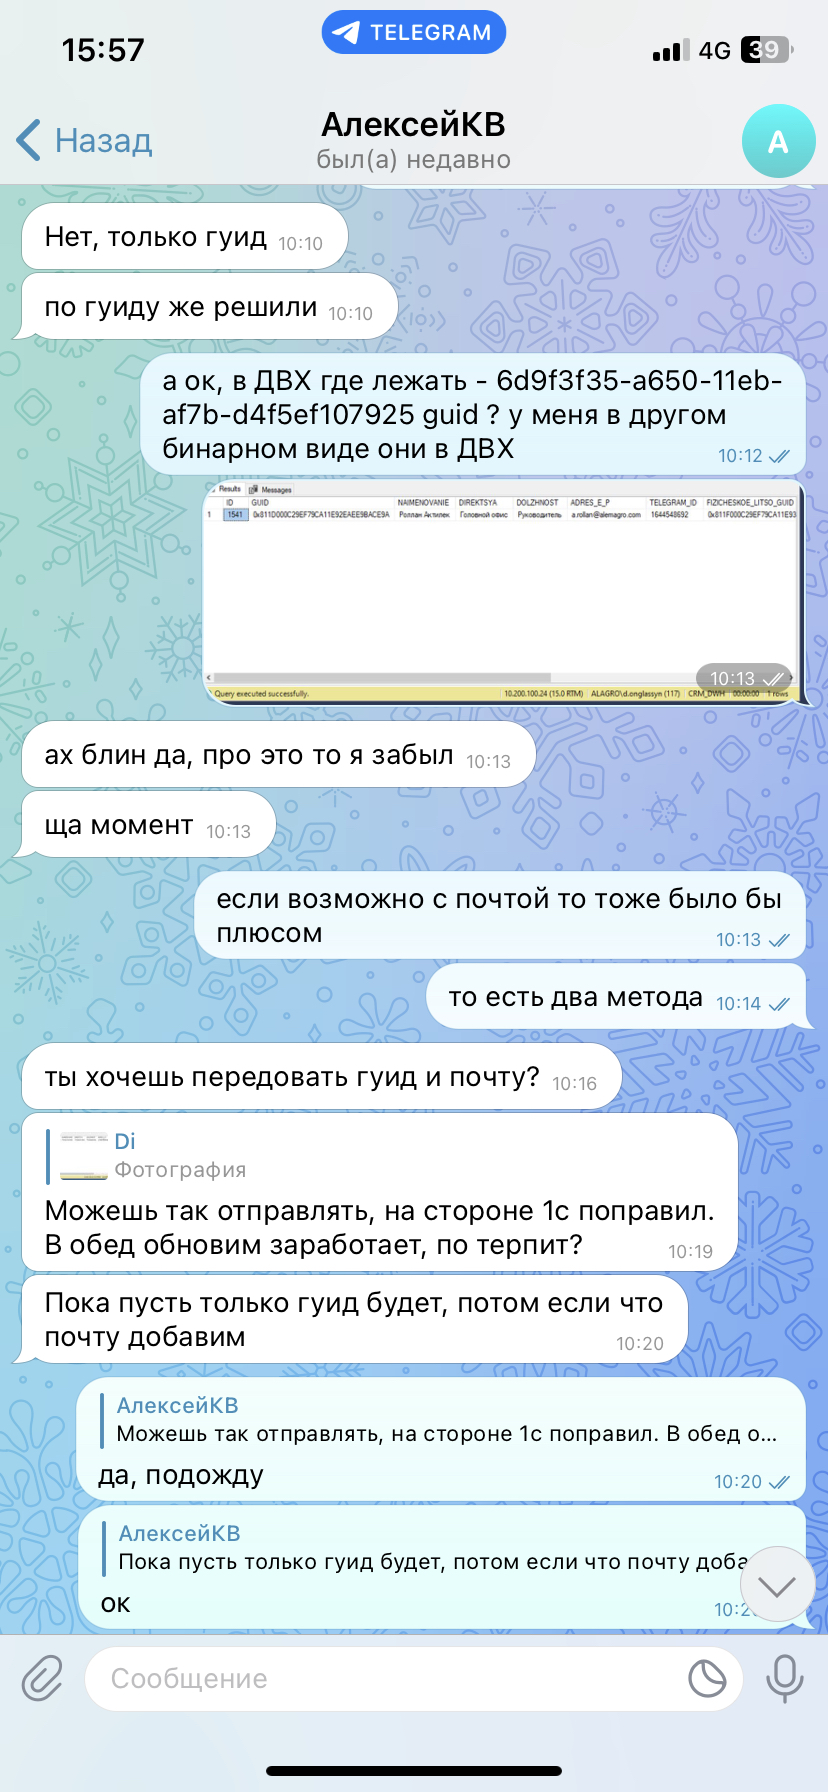 15:57
TELEGRAM
4G
39
Назад
АлексейКВ
был(а) недавно
А
Нет, только гуид 10:10
по гуиду же решили 10:10
а ок, в ДВХ где лежать - 6d9f3f35-a650-11eb-
af7b-d4f5ef107925 guid ? у меня в другом
бинарном виде они в ДВХ 10:12
Results Messages
ID GUID NAIMENOVANIE DIREKTSYA DOLZHNOST ADRES_E_P TELEGRAM_ID FIZICHESKOE_LITSO_GUID
1 1541 Роллан Актилек Головной офис Руководитель a.rollan@alemagro.com 1644548692
10:13
Query executed successfully. 10.200.100.24 (15.0 RTM) ALAGRO\d.onglassyn (117) CRM_DWH 00:00:00 1 rows
ах блин да, про это то я забыл 10:13
ща момент 10:13
если возможно с почтой то тоже было бы
плюсом 10:13
то есть два метода 10:14
ты хочешь передовать гуид и почту? 10:16
Di
Фотография
Можешь так отправлять, на стороне 1с поправил.
В обед обновим заработает, по терпит? 10:19
Пока пусть только гуид будет, потом если что
почту добавим 10:20
АлексейКВ
Можешь так отправлять, на стороне 1с поправил. В обед о...
да, подожду 10:20
АлексейКВ
Пока пусть только гуид будет, потом если что почту доба
ок 10:2
Сообщение